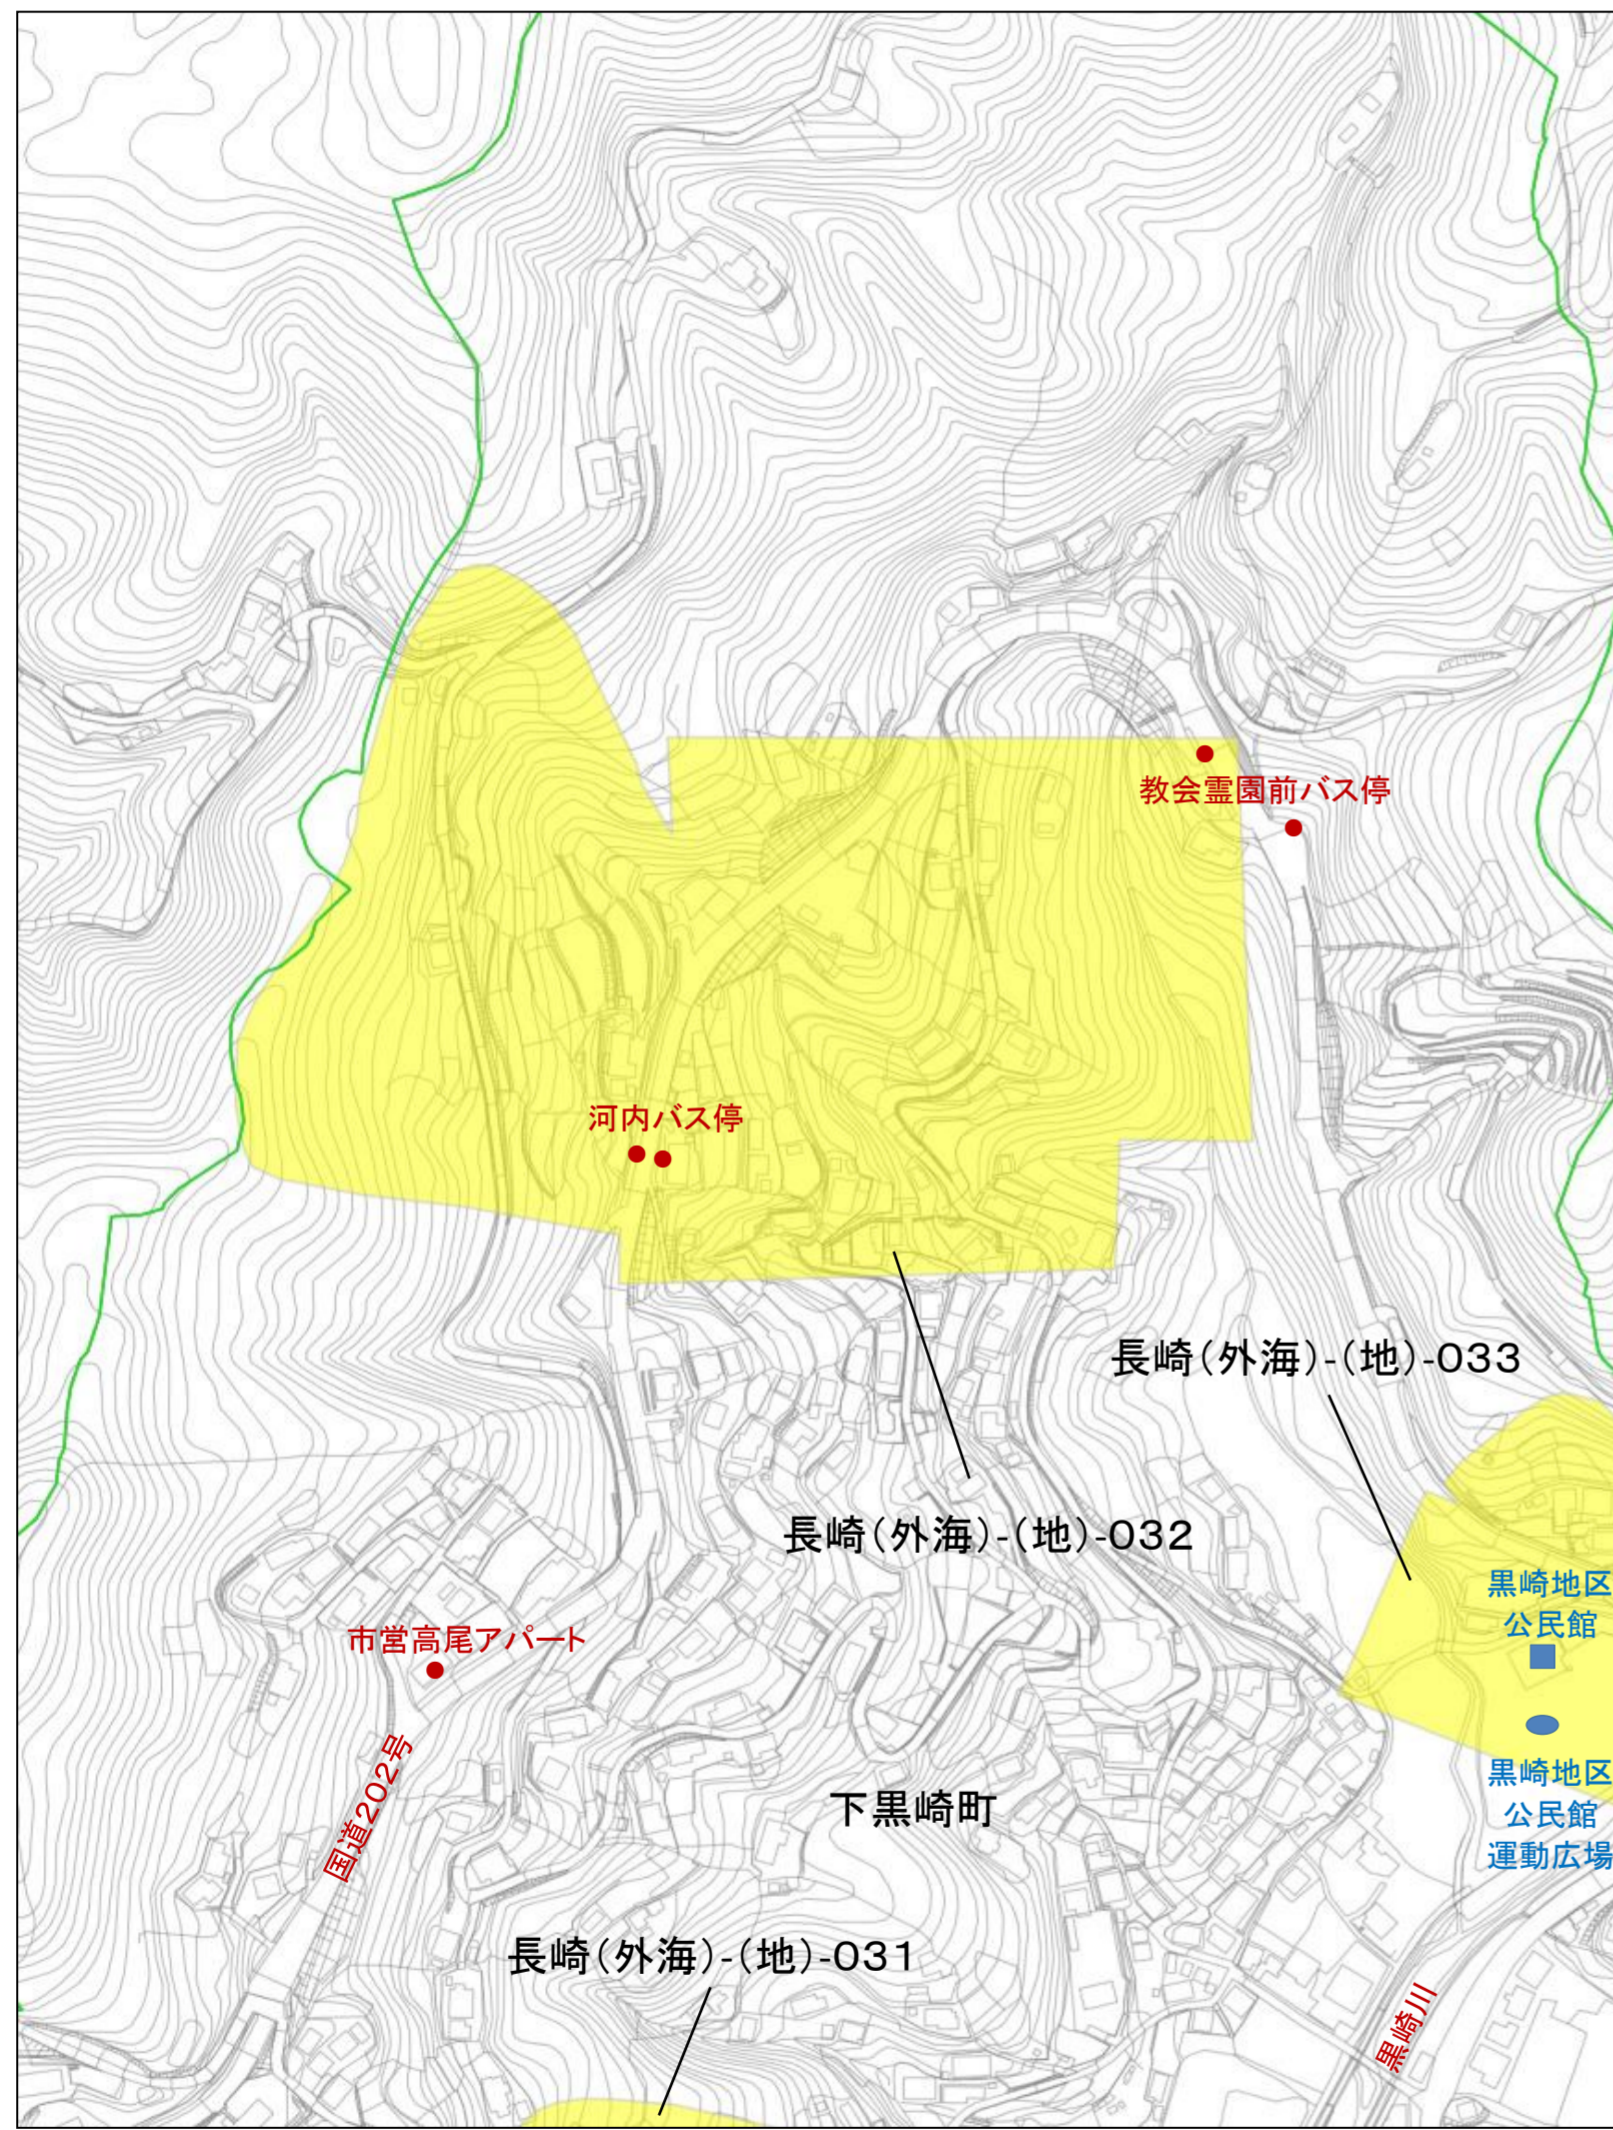 教会霊園前バス停
河内バス停
長崎(外海)-(地)-033
長崎(外海)-(地)-032
黒崎地区
公民館
市営高尾アパート
国道202号
黒崎地区
公民館
運動広場
下黒崎町
長崎(外海)-(地)-031
黒崎川